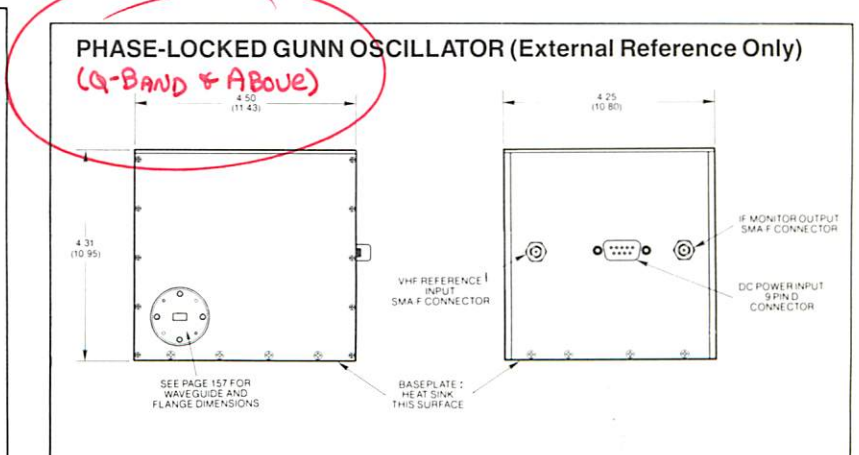 PHASE-LOCKED GUNN OSCILLATOR (External Reference Only)
(Q-BAND & ABOVE)
4.50
(11.43)
4.25
(10.80)
4.31
(10.95)
IF MONITOR OUTPUT
SMA F CONNECTOR
VHF REFERENCE
INPUT
SMA F CONNECTOR
DC POWER INPUT
9 PIN D
CONNECTOR
SEE PAGE 157 FOR
WAVEGUIDE AND
FLANGE DIMENSIONS
BASEPLATE:
HEAT SINK
THIS SURFACE